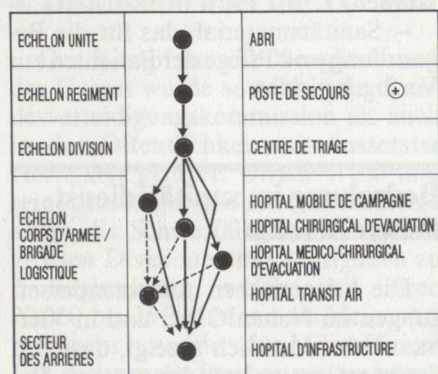 ECHELON UNITE
ABRI
ECHELON REGIMENT
POSTE DE SECOURS
ECHELON DIVISION
CENTRE DE TRIAGE
ECHELON
CORPS D'ARMEE/
BRIGADE
LOGISTIQUE
HOPITAL MOBILE DE CAMPAGNE
HOPITAL CHIRURGICAL D'EVACUATION
HOPITAL MEDICO-CHIRURGICAL
D'EVACUATION
HOPITAL TRANSIT AIR
SECTEUR
DES ARRIERES
HOPITAL D'INFRASTRUCTURE